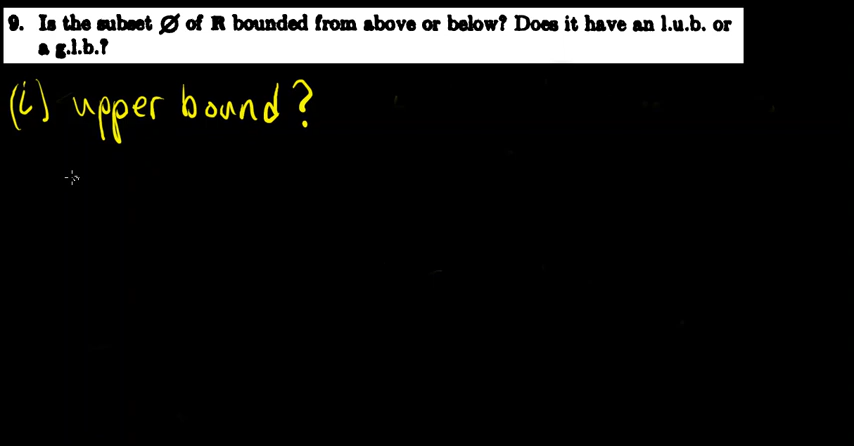 9. Is the subset ∅ of R bounded from above or below? Does it have an l.u.b. or
a g.l.b.?
(i) upper bound?